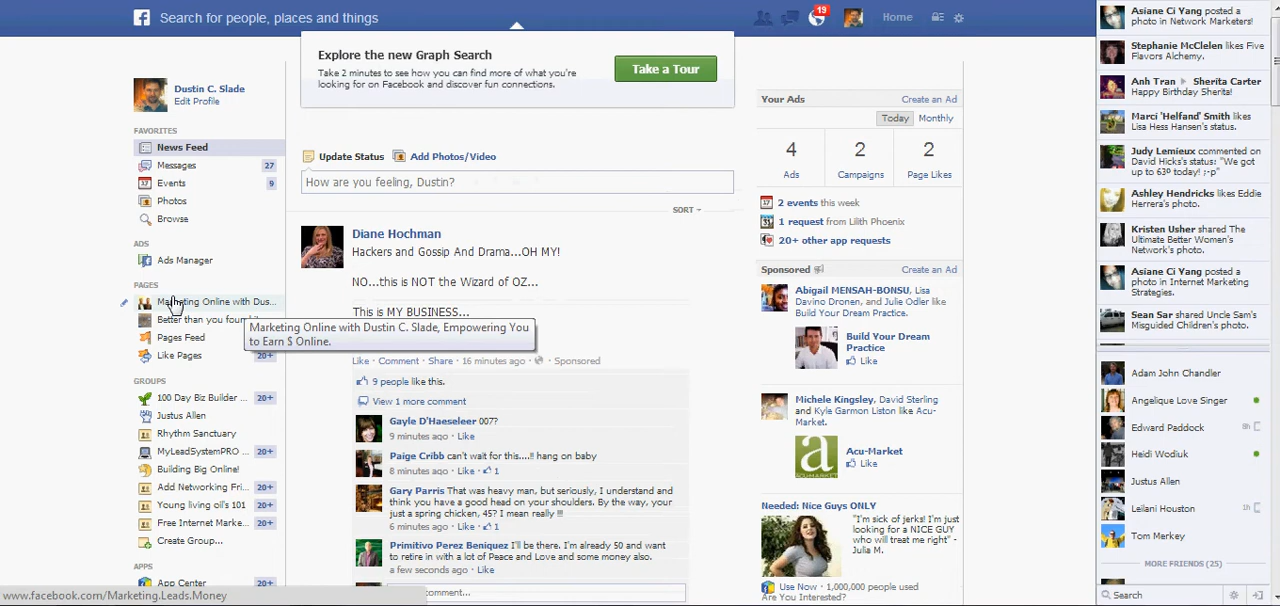 Search for people, places and things
19
Home
Explore the new Graph Search
Take 2 minutes to see how you can find more of what you're
looking for on Facebook and discover fun connections.
Take a Tour
Dustin C. Slade
Edit Profile
FAVORITES
News Feed
Messages 27
Events 9
Photos
Browse
ADS
Ads Manager
PAGES
Marketing Online with Dus...
Better than you
Pages Feed
Like Pages 20+
Marketing Online with Dustin C. Slade, Empowering You
to Earn $ Online.
GROUPS
100 Day Biz Builder ... 20+
Justus Allen
Rhythm Sanctuary
MyLeadSystemPRO ... 20+
Building Big Online!
Add Networking Fri... 20+
Young living oil's 101 20+
Free Internet Marke... 20+
Create Group...
APPS
App Center 20+
www.facebook.com/Marketing.Leads.Money
Update Status
Add Photos/Video
How are you feeling, Dustin?
SORT
Diane Hochman
Hackers and Gossip And Drama...OH MY!
NO...this is NOT the Wizard of OZ...
This is MY BUSINESS...
Like · Comment · Share · 16 minutes ago · Sponsored
9 people like this.
View 1 more comment
Gayle D'Haeseleer 007?
9 minutes ago · Like
Paige Cribb can't wait for this....!! hang on baby
8 minutes ago · Like · 1
Gary Parris That was heavy man, but seriously, I understand and
think you have a good head on your shoulders. By the way, your
just a spring chicken, 45? I mean really !!!
6 minutes ago · Like · 1
Primitivo Perez Beniquez I'll be there. I'm already 50 and want
to retire in with a lot of Peace and Love and some money also.
a few seconds ago · Like
comment...
Your Ads
Create an Ad
Today
Monthly
4
2
2
Ads
Campaigns
Page Likes
2 events this week
1 request from Lilith Phoenix
20+ other app requests
Sponsored
Create an Ad
Abigail MENSAH-BONSU, Lisa
Davino Dronen, and Julie Odler like
Build Your Dream Practice.
Build Your Dream
Practice
Like
Michele Kingsley, David Sterling
and Kyle Garmon Liston like Acu-
Market.
Acu-Market
Like
a
ACUMARKET
Needed: Nice Guys ONLY
"I'm sick of jerks! I'm just
looking for a NICE GUY
who will treat me right" -
Julia M.
Use Now · 1,000,000 people used
Are You Interested?
Asiane Ci Yang posted a
photo in Network Marketers!
Stephanie McClelen likes Five
Flavors Alchemy.
Anh Tran ▸ Sherita Carter
Happy Birthday Sherita!
Marci 'Helfand' Smith likes
Lisa Hess Hansen's status.
Judy Lemieux commented on
David Hicks's status: "We got
up to 63º today! ;-p"
Ashley Hendricks likes Eddie
Herrera's photo.
Kristen Usher shared The
Ultimate Better Women's
Network's photo.
Asiane Ci Yang posted a
photo in Internet Marketing
Strategies.
Sean Sar shared Uncle Sam's
Misguided Children's photo.
Adam John Chandler
Angelique Love Singer
Edward Paddock 8h
Heidi Wodiuk
Justus Allen
Leilani Houston 1h
Tom Merkey
MORE FRIENDS (25)
Search